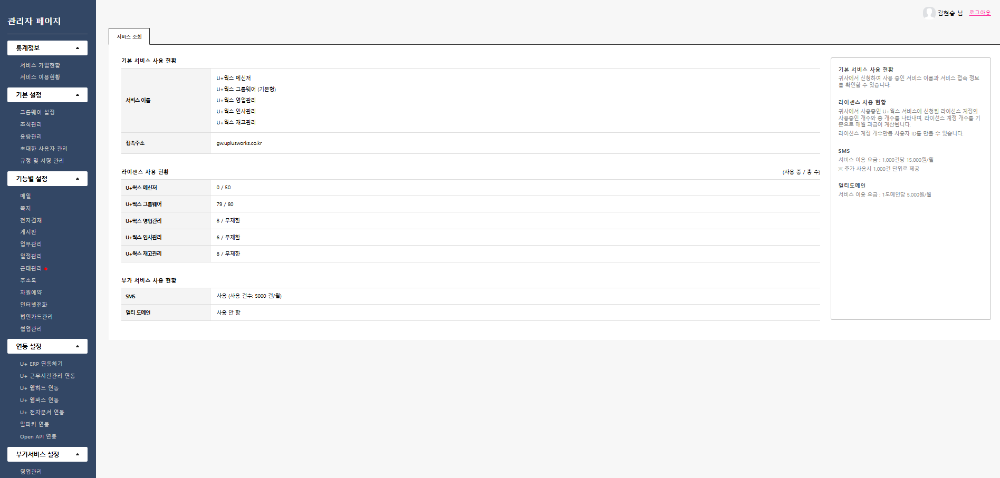 관리자 페이지
통계정보
서비스 가입현황
서비스 이용현황
기본 설정
그룹웨어 설정
조직관리
용량관리
초대한 사용자 관리
규정 및 서명 관리
기능별 설정
메일
쪽지
전자결재
게시판
업무관리
일정관리
근태관리
주소록
자원예약
인터넷전화
법인카드관리
협업관리
연동 설정
U+ ERP 연동하기
U+ 근무시간관리 연동
U+ 웹하드 연동
U+ 웹팩스 연동
U+ 전자문서 연동
알파키 연동
Open API 연동
부가서비스 설정
영업관리
김현승 님 로그아웃
서비스 조회
기본 서비스 사용 현황
서비스 이름
U+웍스 메신저
U+웍스 그룹웨어 (기본형)
U+웍스 영업관리
U+웍스 인사관리
U+웍스 재고관리
접속주소 gw.uplusworks.co.kr
라이센스 사용 현황 (사용 중 / 총 수)
U+웍스 메신저 0 / 50
U+웍스 그룹웨어 79 / 80
U+웍스 영업관리 8 / 무제한
U+웍스 인사관리 6 / 무제한
U+웍스 재고관리 8 / 무제한
부가 서비스 사용 현황
SMS 사용 (사용 건수: 5000 건/월)
멀티 도메인 사용 안 함
기본 서비스 사용 현황
귀사에서 신청하여 사용 중인 서비스 이름과 서비스 접속 정보
를 확인할 수 있습니다.
라이센스 사용 현황
귀사에서 사용중인 U+웍스 서비스에 신청된 라이선스 계정의
사용중인 개수와 총 개수를 나타내며, 라이선스 계정 개수를 기
준으로 매월 과금이 계산됩니다.
라이선스 계정 개수만큼 사용자 ID를 만들 수 있습니다.
SMS
서비스 이용 요금 : 1,000건당 15,000원/월
※ 추가 사용시 1,000건 단위로 제공
멀티도메인
서비스 이용 요금 : 1도메인당 5,000원/월